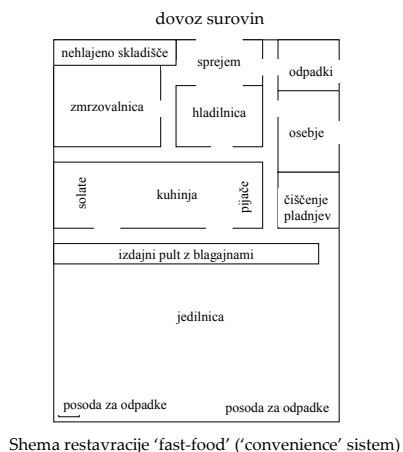 dovoz surovin
nehlajeno skladišče
sprejem
odpadki
zmrzovalnica
hladilnica
osebje
solate
kuhinja
pijače
čiščenje
pladnjev
izdajni pult z blagajnami
jedilnica
posoda za odpadke
posoda za odpadke
Shema restavracije ‘fast-food’ (‘convenience’ sistem)